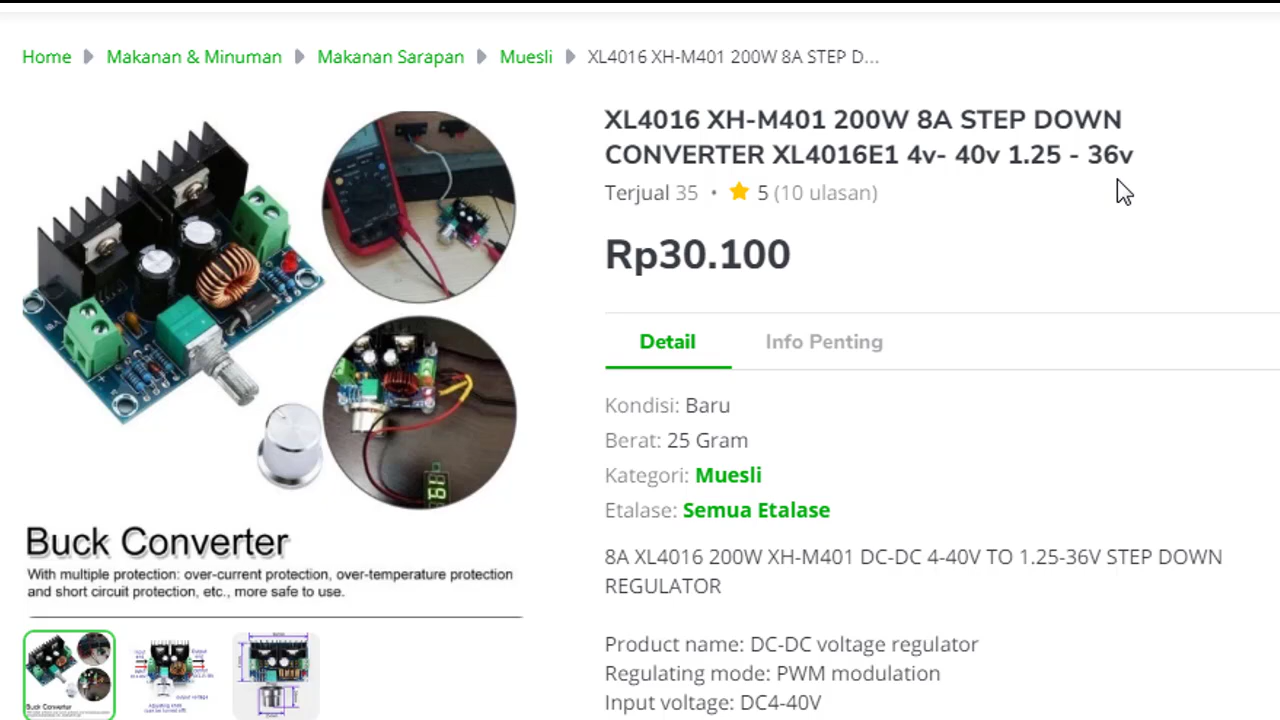 Home Makanan & Minuman Makanan Sarapan Muesli XL4016 XH-M401 200W 8A STEP D...
XL4016 XH-M401 200W 8A STEP DOWN
CONVERTER XL4016E1 4v- 40v 1.25 - 36v
Terjual 35 • 5 (10 ulasan)
Rp30.100
Detail Info Penting
Kondisi: Baru
Berat: 25 Gram
Kategori: Muesli
Etalase: Semua Etalase
8A XL4016 200W XH-M401 DC-DC 4-40V TO 1.25-36V STEP DOWN
REGULATOR
Product name: DC-DC voltage regulator
Regulating mode: PWM modulation
Input voltage: DC4-40V
Buck Converter
With multiple protection: over-current protection, over-temperature protection
and short circuit protection, etc., more safe to use.
Buck Converter